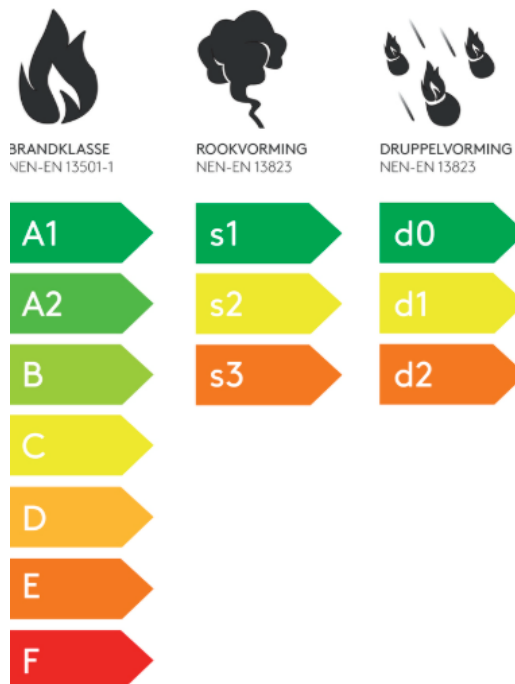 BRANDKLASSE
NEN-EN 13501-1
A1
A2
B
C
D
E
F
ROOKVORMING
NEN-EN 13823
s1
s2
s3
DRUPPELVORMING
NEN-EN 13823
d0
d1
d2